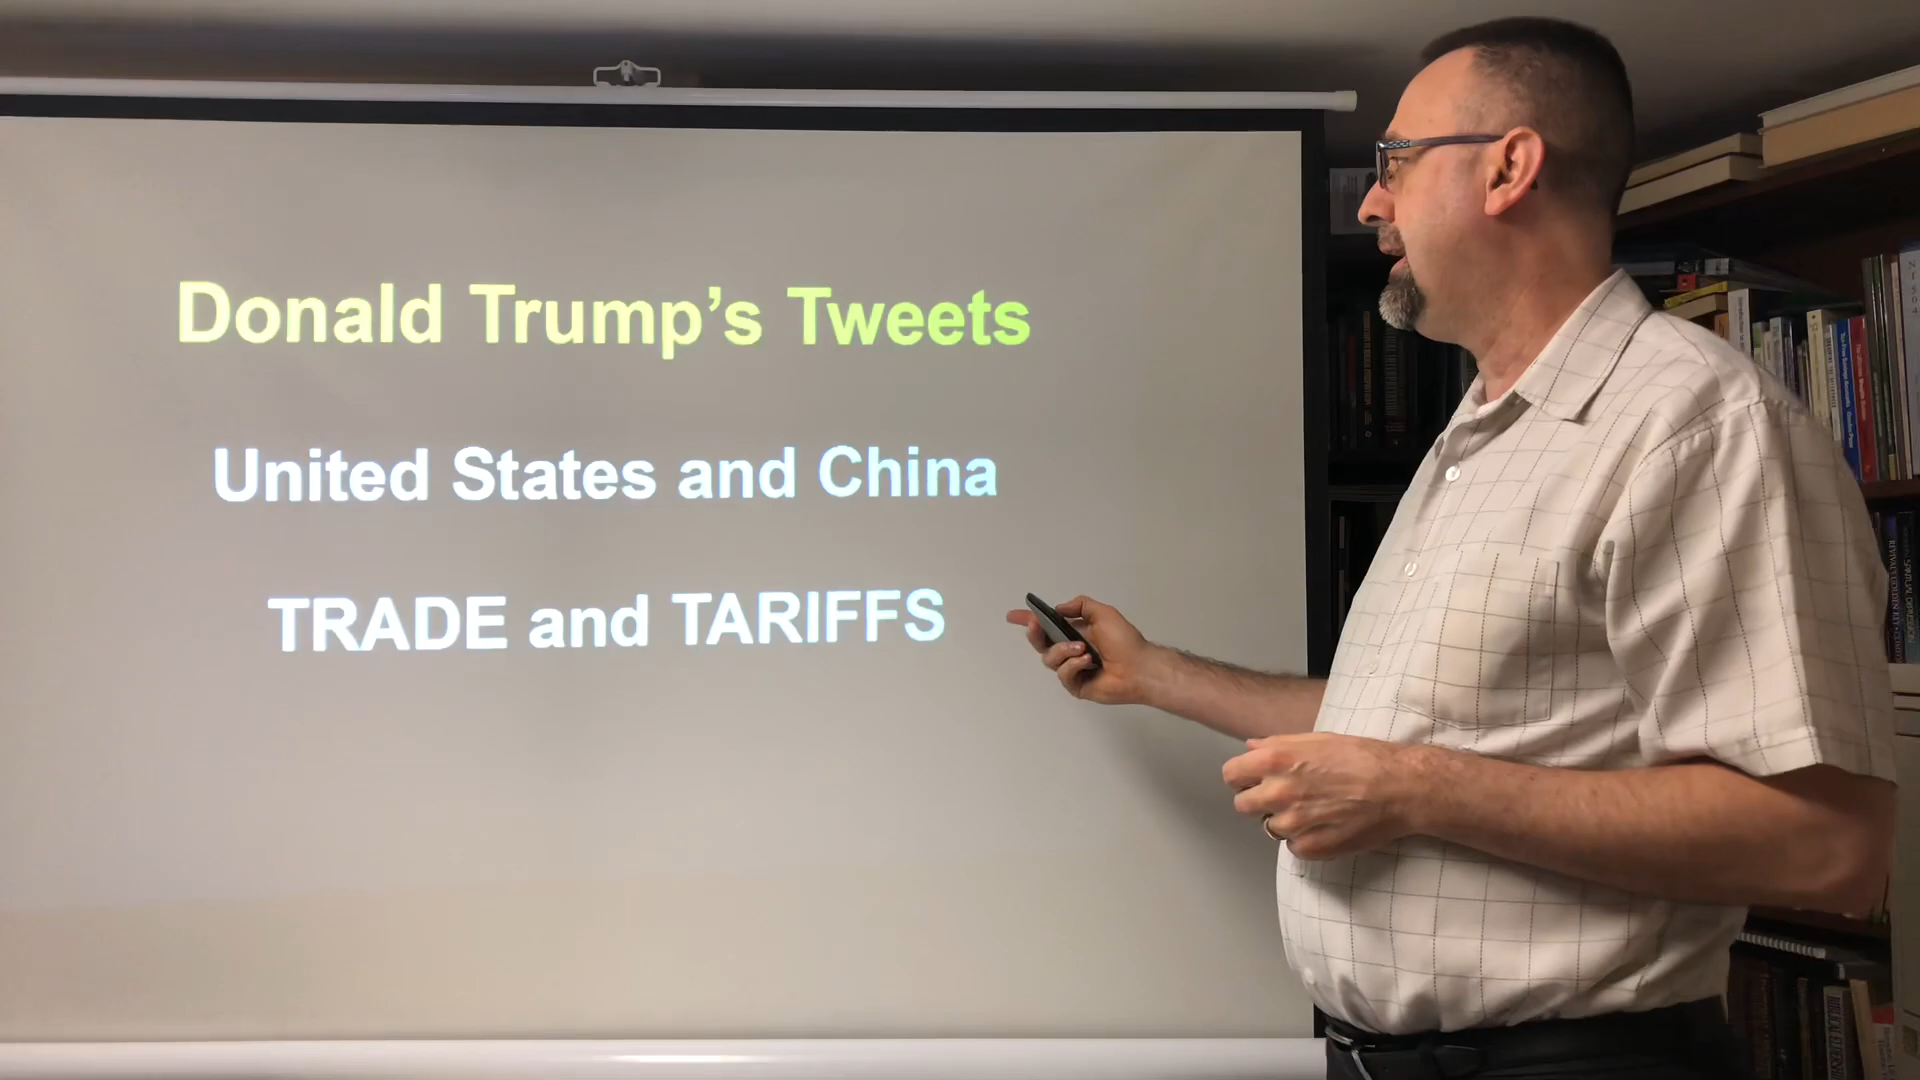 Donald Trump’s Tweets
United States and China
TRADE and TARIFFS